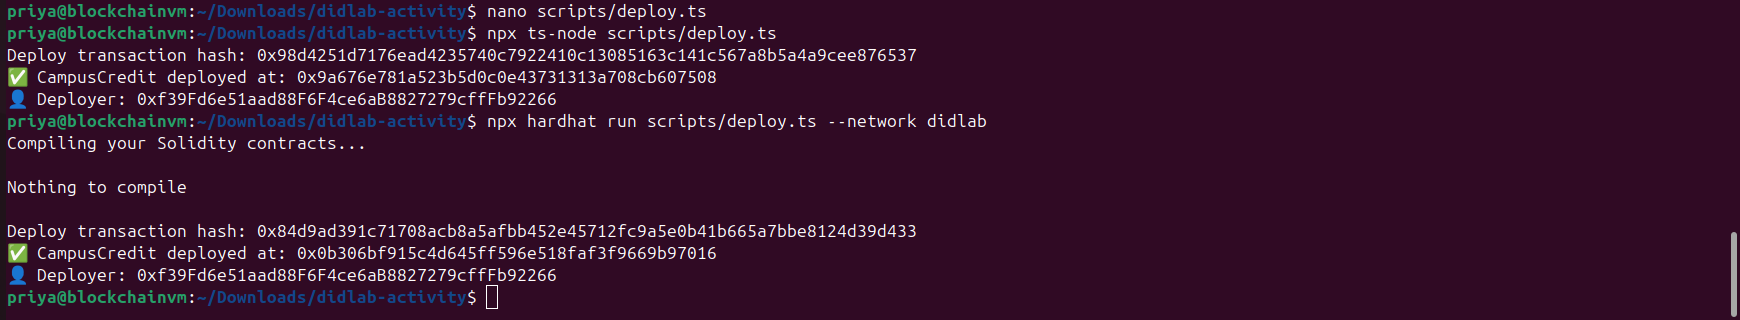 priya@blockchainvm:~/Downloads/didlab-activity$ nano scripts/deploy.ts
priya@blockchainvm:~/Downloads/didlab-activity$ npx ts-node scripts/deploy.ts
Deploy transaction hash: 0x98d4251d7176ead4235740c7922410c13085163c141c567a8b5a4a9cee876537
✅ CampusCredit deployed at: 0x9a676e781a523b5d0c0e43731313a708cb607508
👤 Deployer: 0xf39Fd6e51aad88F6F4ce6aB8827279cffFb92266
priya@blockchainvm:~/Downloads/didlab-activity$ npx hardhat run scripts/deploy.ts --network didlab
Compiling your Solidity contracts...
Nothing to compile
Deploy transaction hash: 0x84d9ad391c71708acb8a5afbb452e45712fc9a5e0b41b665a7bbe8124d39d433
✅ CampusCredit deployed at: 0x0b306bf915c4d645ff596e518faf3f9669b97016
👤 Deployer: 0xf39Fd6e51aad88F6F4ce6aB8827279cffFb92266
priya@blockchainvm:~/Downloads/didlab-activity$